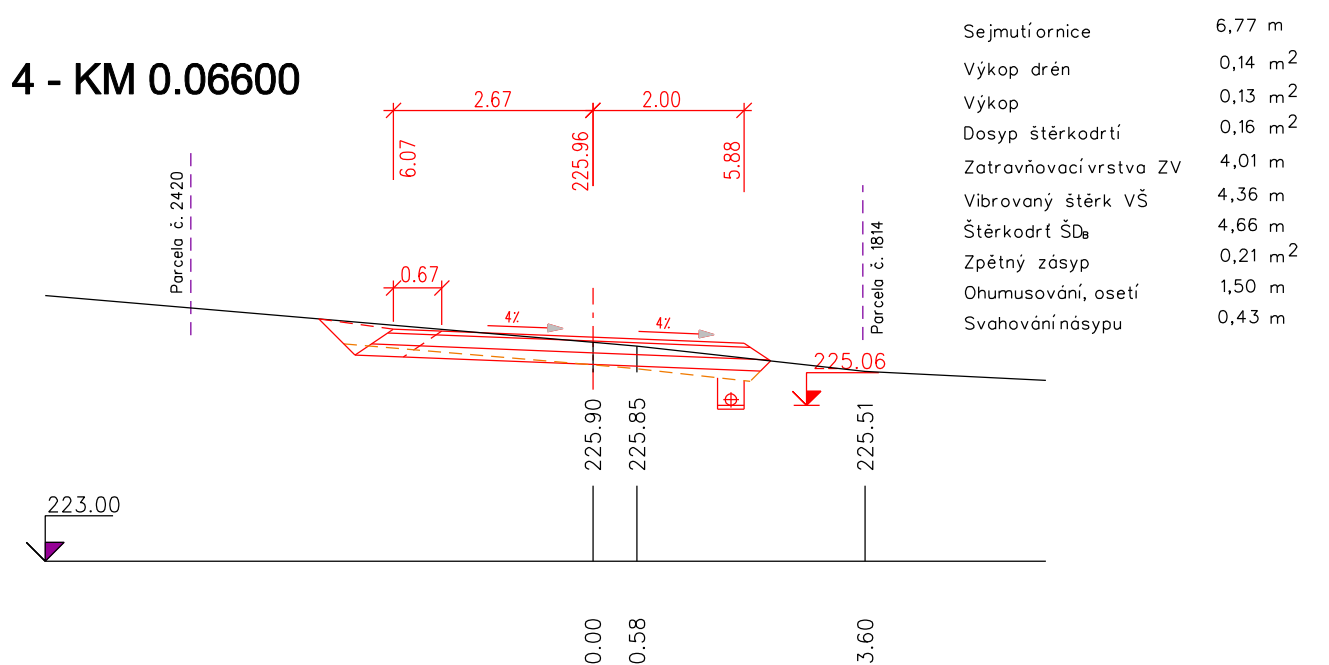 4 - KM 0.06600
Sejmutí ornice 6,77 m
Výkop drén 0,14 m2
Výkop 0,13 m2
Dosyp štěrkodrtí 0,16 m2
Zatravňovací vrstva ZV 4,01 m
Vibrovaný štěrk VŠ 4,36 m
Štěrkodrť ŠDB 4,66 m
Zpětný zásyp 0,21 m2
Ohumusování, osetí 1,50 m
Svahování násypu 0,43 m
2.67
2.00
6.07
225.96
5.88
Parcela č. 2420
Parcela č. 1814
0.67
4%
4%
225.06
225.90
225.85
225.51
223.00
0.00
0.58
3.60